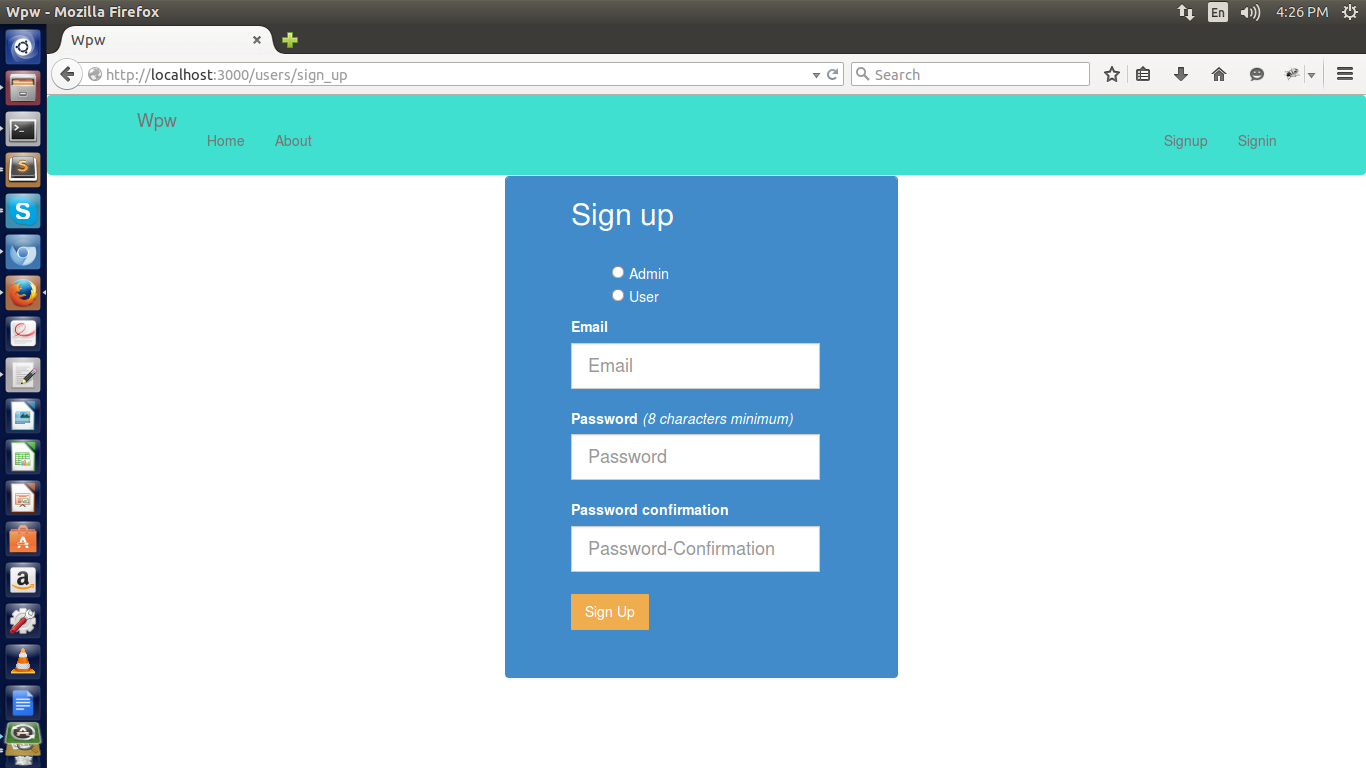 Wpw - Mozilla Firefox
En
4:26 PM
Wpw
http://localhost:3000/users/sign_up
Search
Wpw
Home About
Signup Signin
Sign up
Admin
User
Email
Email
Password (8 characters minimum)
Password
Password confirmation
Password-Confirmation
Sign Up